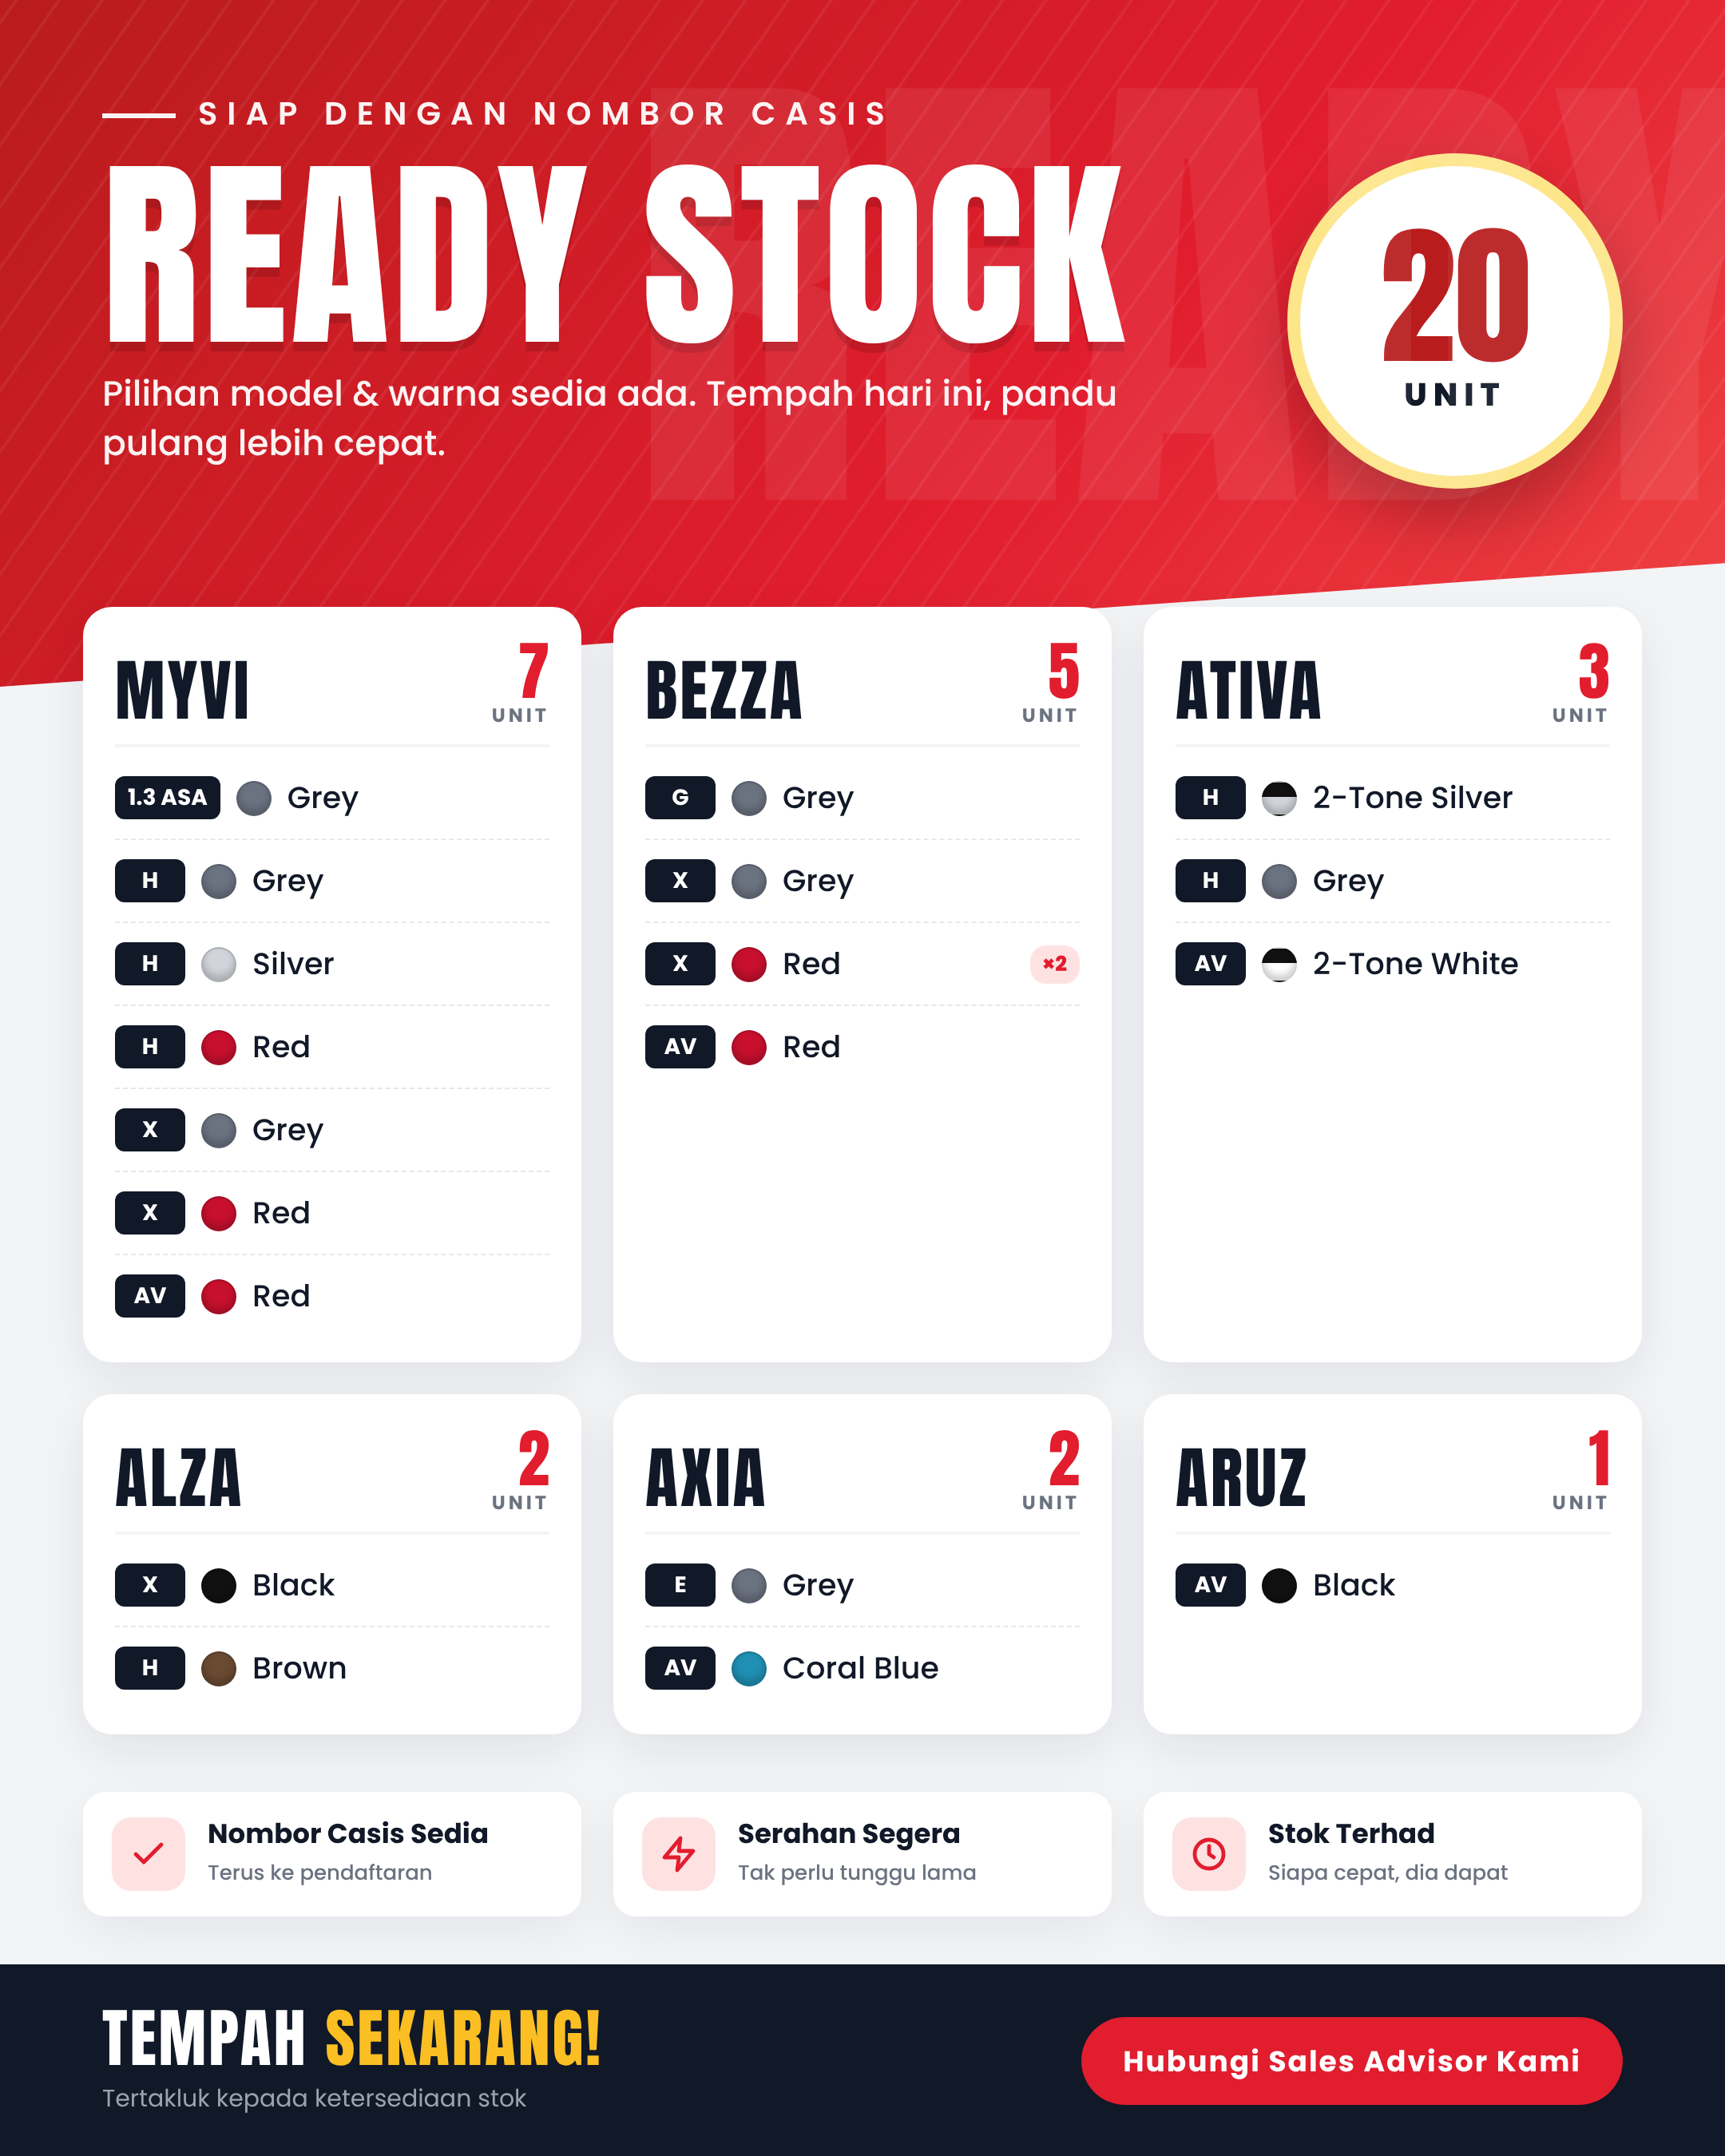 SIAP DENGAN NOMBOR CASIS
READY
READY STOCK
Pilihan model & warna sedia ada. Tempah hari ini, pandu
pulang lebih cepat.
20
UNIT
MYVI
7
UNIT
1.3 ASA Grey
H Grey
H Silver
H Red
X Grey
X Red
AV Red
BEZZA
5
UNIT
G Grey
X Grey
X Red ×2
AV Red
ATIVA
3
UNIT
H 2-Tone Silver
H Grey
AV 2-Tone White
ALZA
2
UNIT
X Black
H Brown
AXIA
2
UNIT
E Grey
AV Coral Blue
ARUZ
1
UNIT
AV Black
Nombor Casis Sedia
Terus ke pendaftaran
Serahan Segera
Tak perlu tunggu lama
Stok Terhad
Siapa cepat, dia dapat
TEMPAH SEKARANG!
Tertakluk kepada ketersediaan stok
Hubungi Sales Advisor Kami